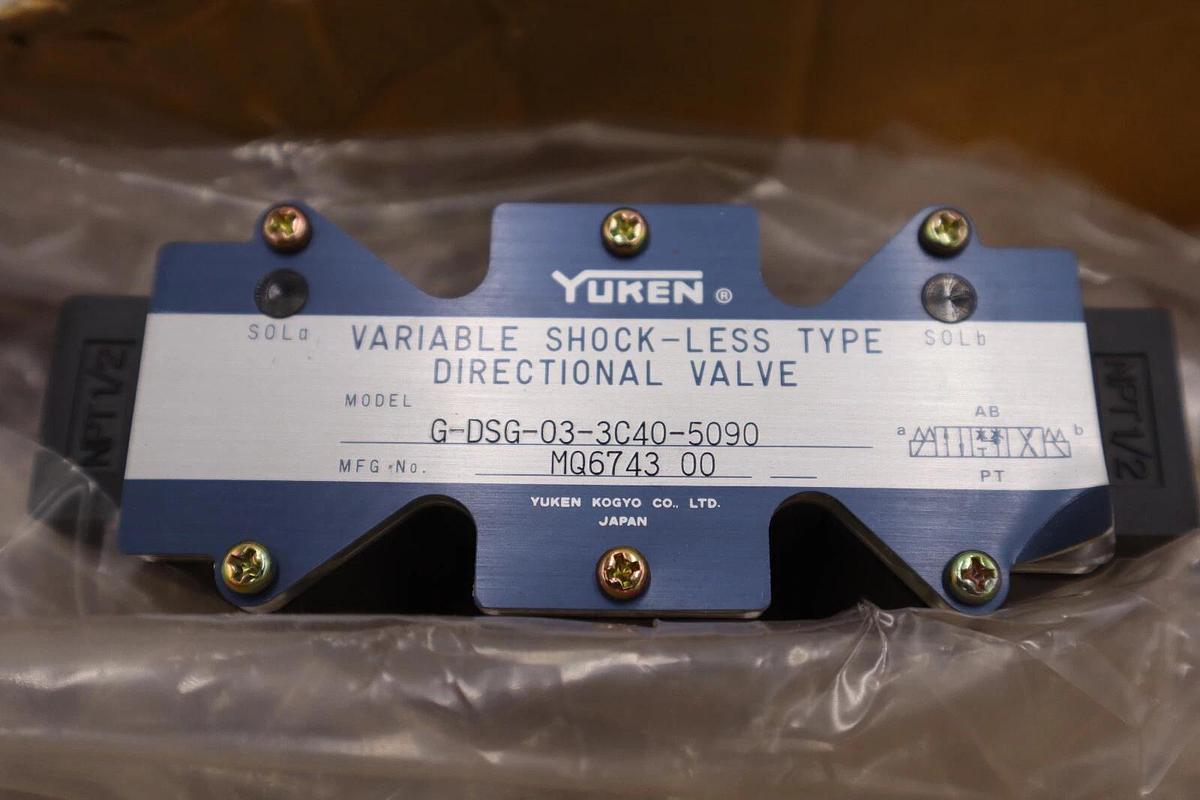 YUKEN ®
SOLa
SOLb
VARIABLE SHOCK-LESS TYPE
DIRECTIONAL VALVE
MODEL
G-DSG-03-3C40-5090
MFG.No.
MQ6743 00
AB
a
b
PT
YUKEN KOGYO CO., LTD.
JAPAN
NPT1/2
NPT1/2